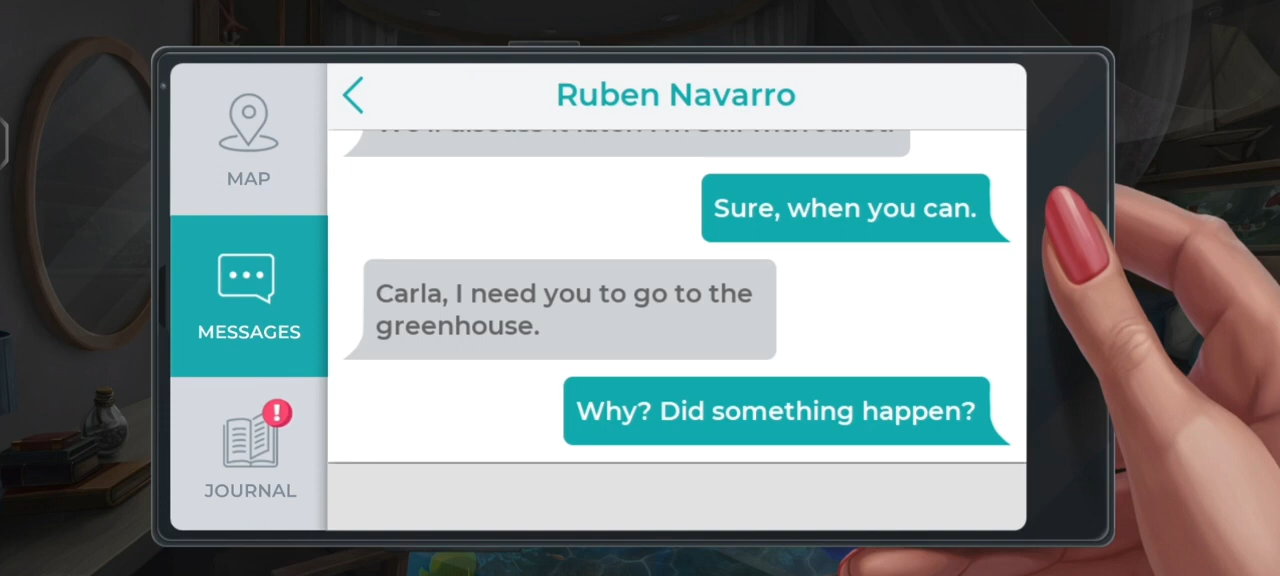 Ruben Navarro
MAP
Sure, when you can.
Carla, I need you to go to the
greenhouse.
MESSAGES
Why? Did something happen?
!
JOURNAL